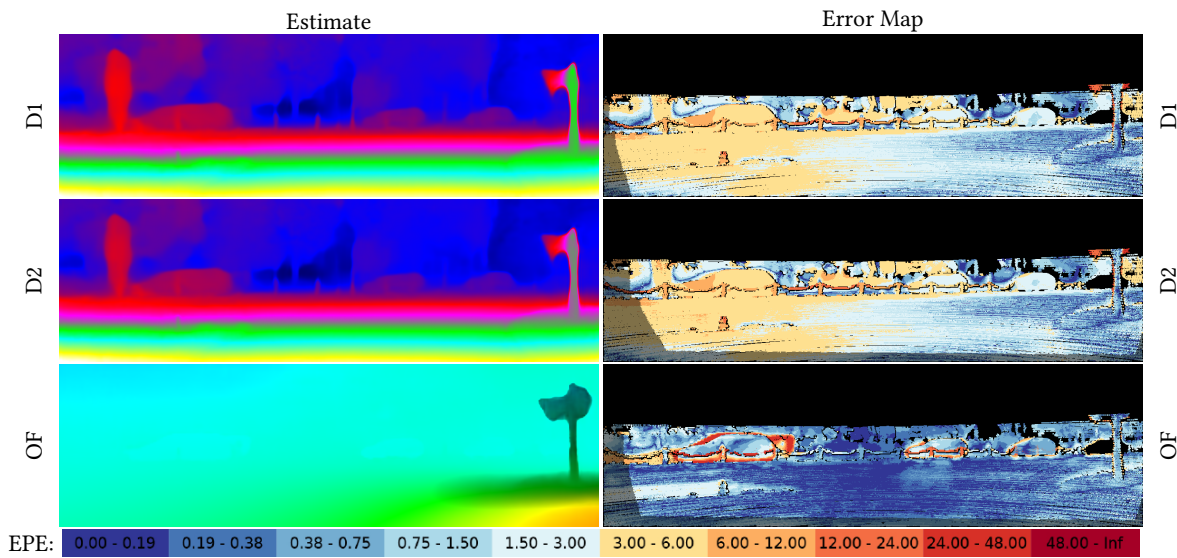 Estimate Error Map
D1 D1
D2 D2
OF OF
EPE: 0.00 - 0.19 0.19 - 0.38 0.38 - 0.75 0.75 - 1.50 1.50 - 3.00 3.00 - 6.00 6.00 - 12.00 12.00 - 24.00 24.00 - 48.00 48.00 - Inf